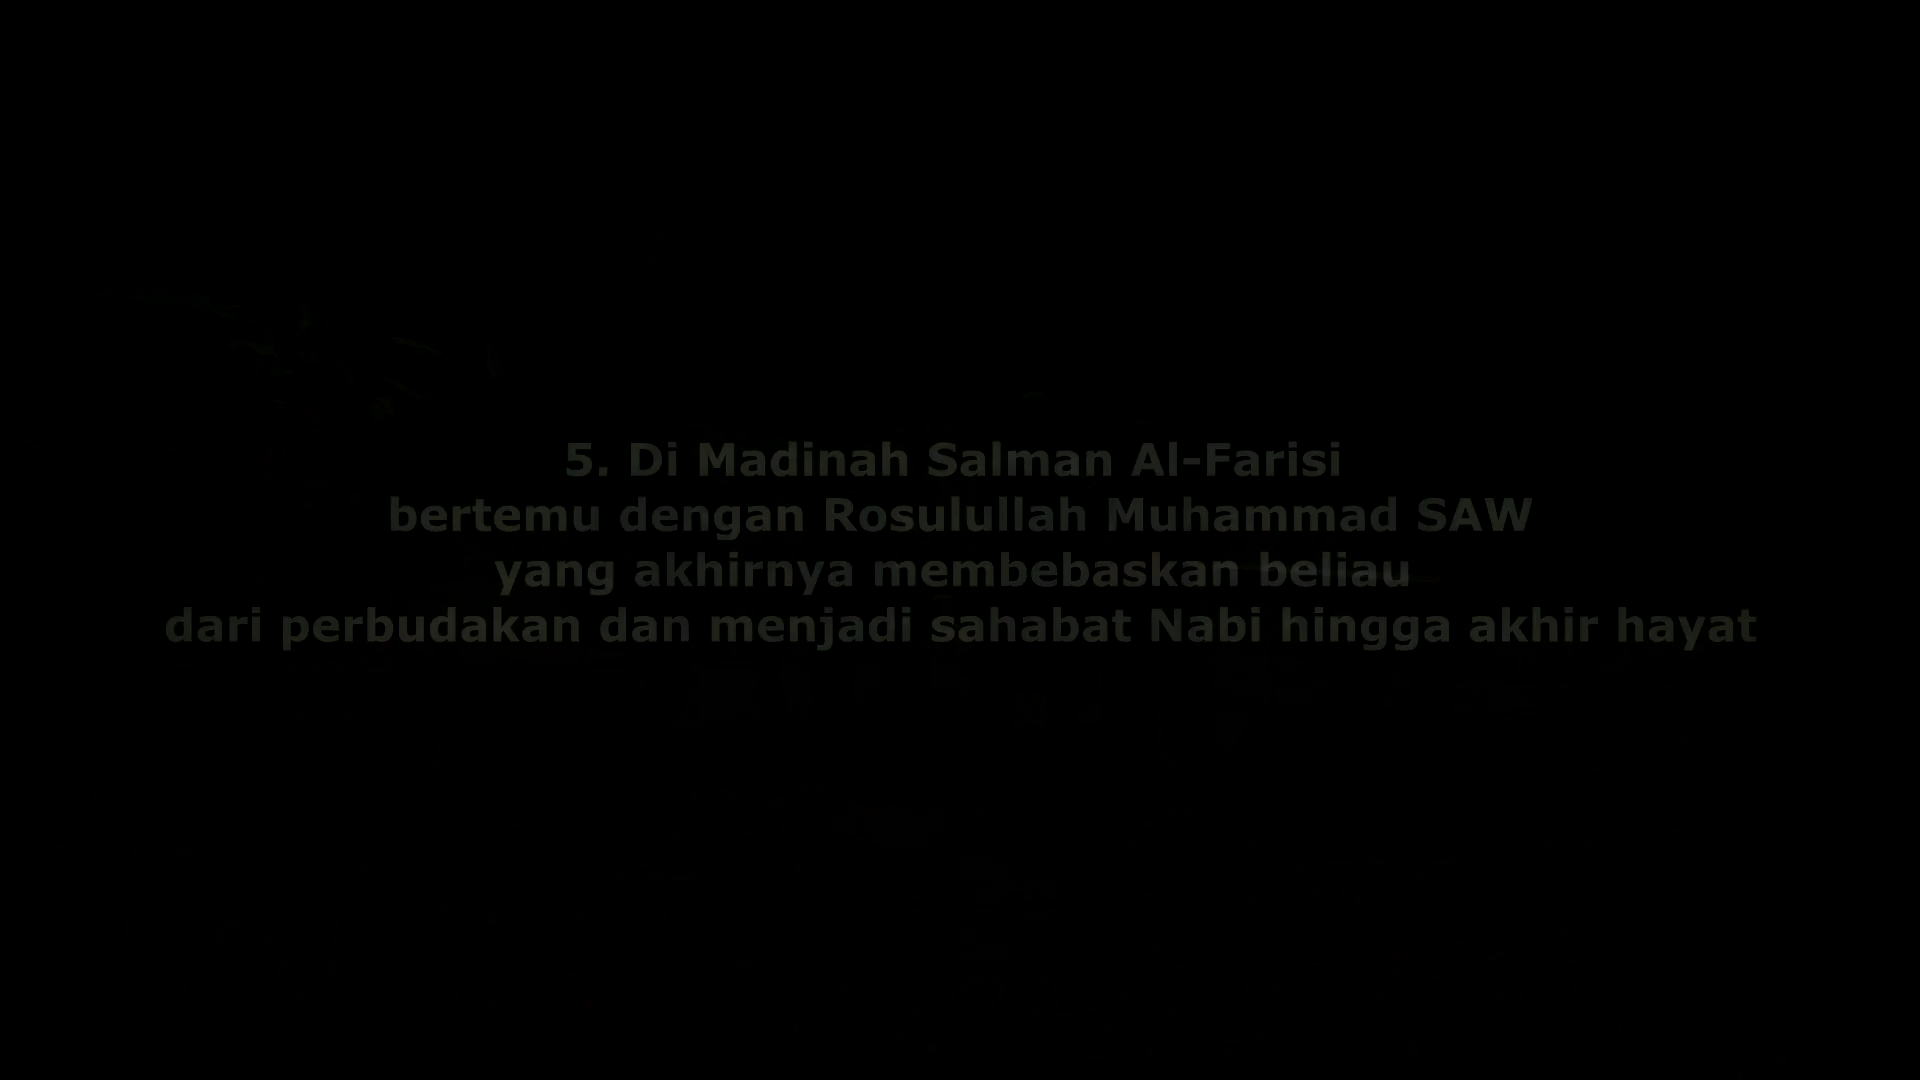 5. Di Madinah Salman Al-Farisi
bertemu dengan Rosulullah Muhammad SAW
yang akhirnya membebaskan beliau
dari perbudakan dan menjadi sahabat Nabi hingga akhir hayat